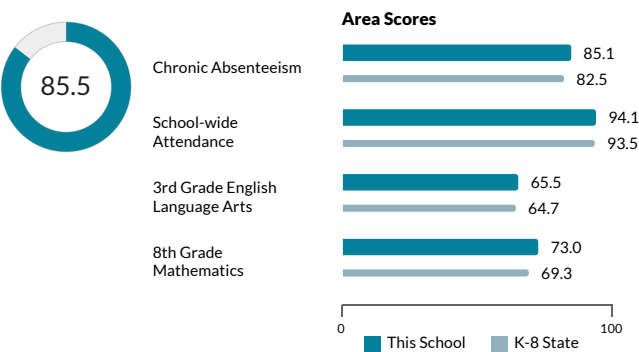 Area Scores
85.5
Chronic Absenteeism
85.1
82.5
School-wide
Attendance
94.1
93.5
3rd Grade English
Language Arts
65.5
64.7
8th Grade
Mathematics
73.0
69.3
0
100
This School
K-8 State